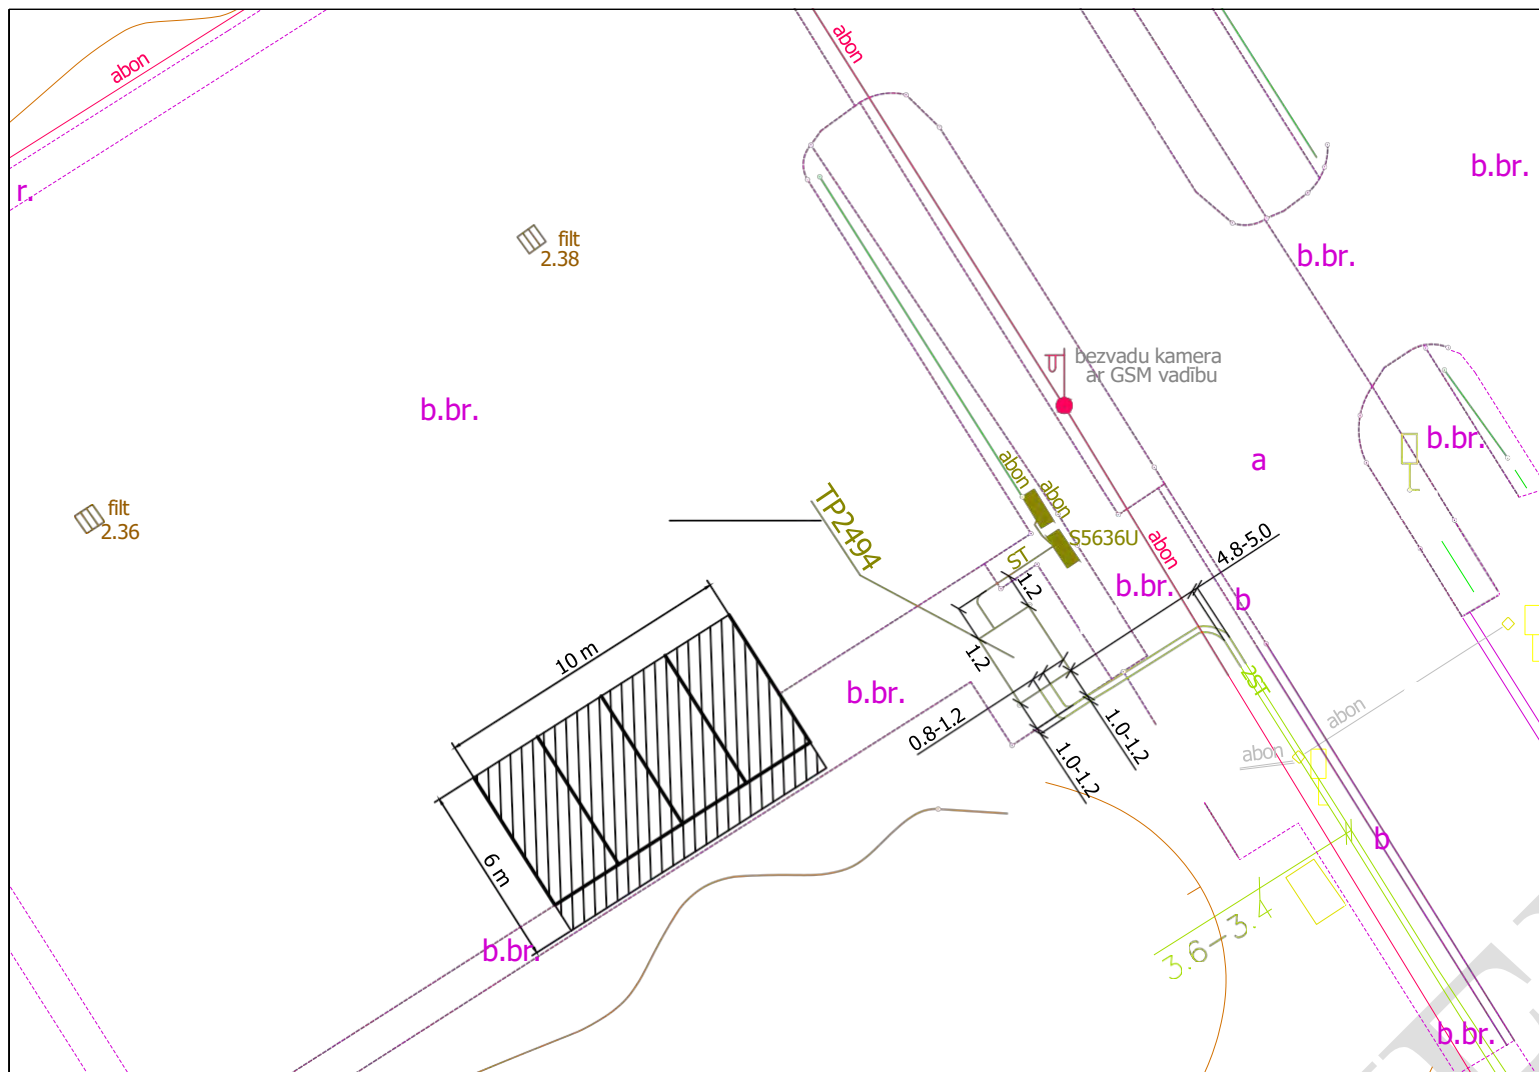 abon
abon
r.
b.br.
filt
2.38
b.br.
bezvadu kamera
ar GSM vadību
b.br.
b.br.
a
filt
2.36
abon
abon
TP2494
S5636U
abon
4.8-5.0
ST
1.2
b.br.
b
10 m
1.2
b.br.
2ST
0.8-1.2
1.0-1.2
abon
abon
1.0-1.2
6 m
b
3.6-3.4
b.br.
b.br.